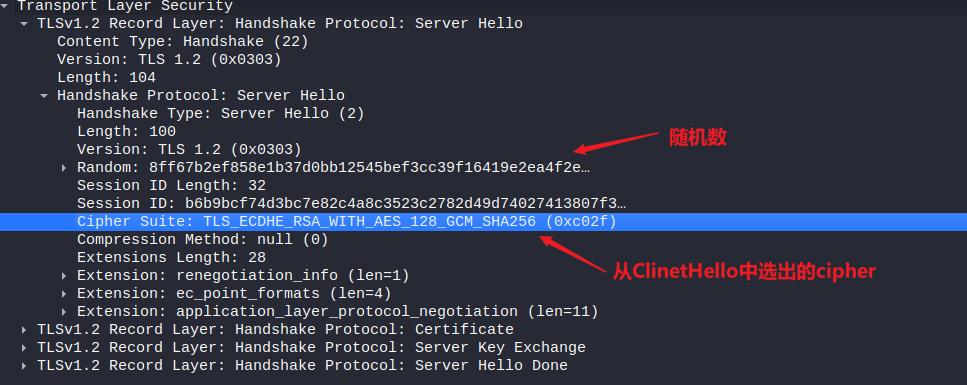 Transport Layer Security
TLSv1.2 Record Layer: Handshake Protocol: Server Hello
Content Type: Handshake (22)
Version: TLS 1.2 (0x0303)
Length: 104
Handshake Protocol: Server Hello
Handshake Type: Server Hello (2)
Length: 100
Version: TLS 1.2 (0x0303)
随机数
Random: 8ff67b2ef858e1b37d0bb12545bef3cc39f16419e2ea4f2e…
Session ID Length: 32
Session ID: b6b9bcf74d3bc7e82c4a8c3523c2782d49d74027413807f3…
Cipher Suite: TLS_ECDHE_RSA_WITH_AES_128_GCM_SHA256 (0xc02f)
Compression Method: null (0)
Extensions Length: 28
从ClinetHello中选出的cipher
Extension: renegotiation_info (len=1)
Extension: ec_point_formats (len=4)
Extension: application_layer_protocol_negotiation (len=11)
TLSv1.2 Record Layer: Handshake Protocol: Certificate
TLSv1.2 Record Layer: Handshake Protocol: Server Key Exchange
TLSv1.2 Record Layer: Handshake Protocol: Server Hello Done